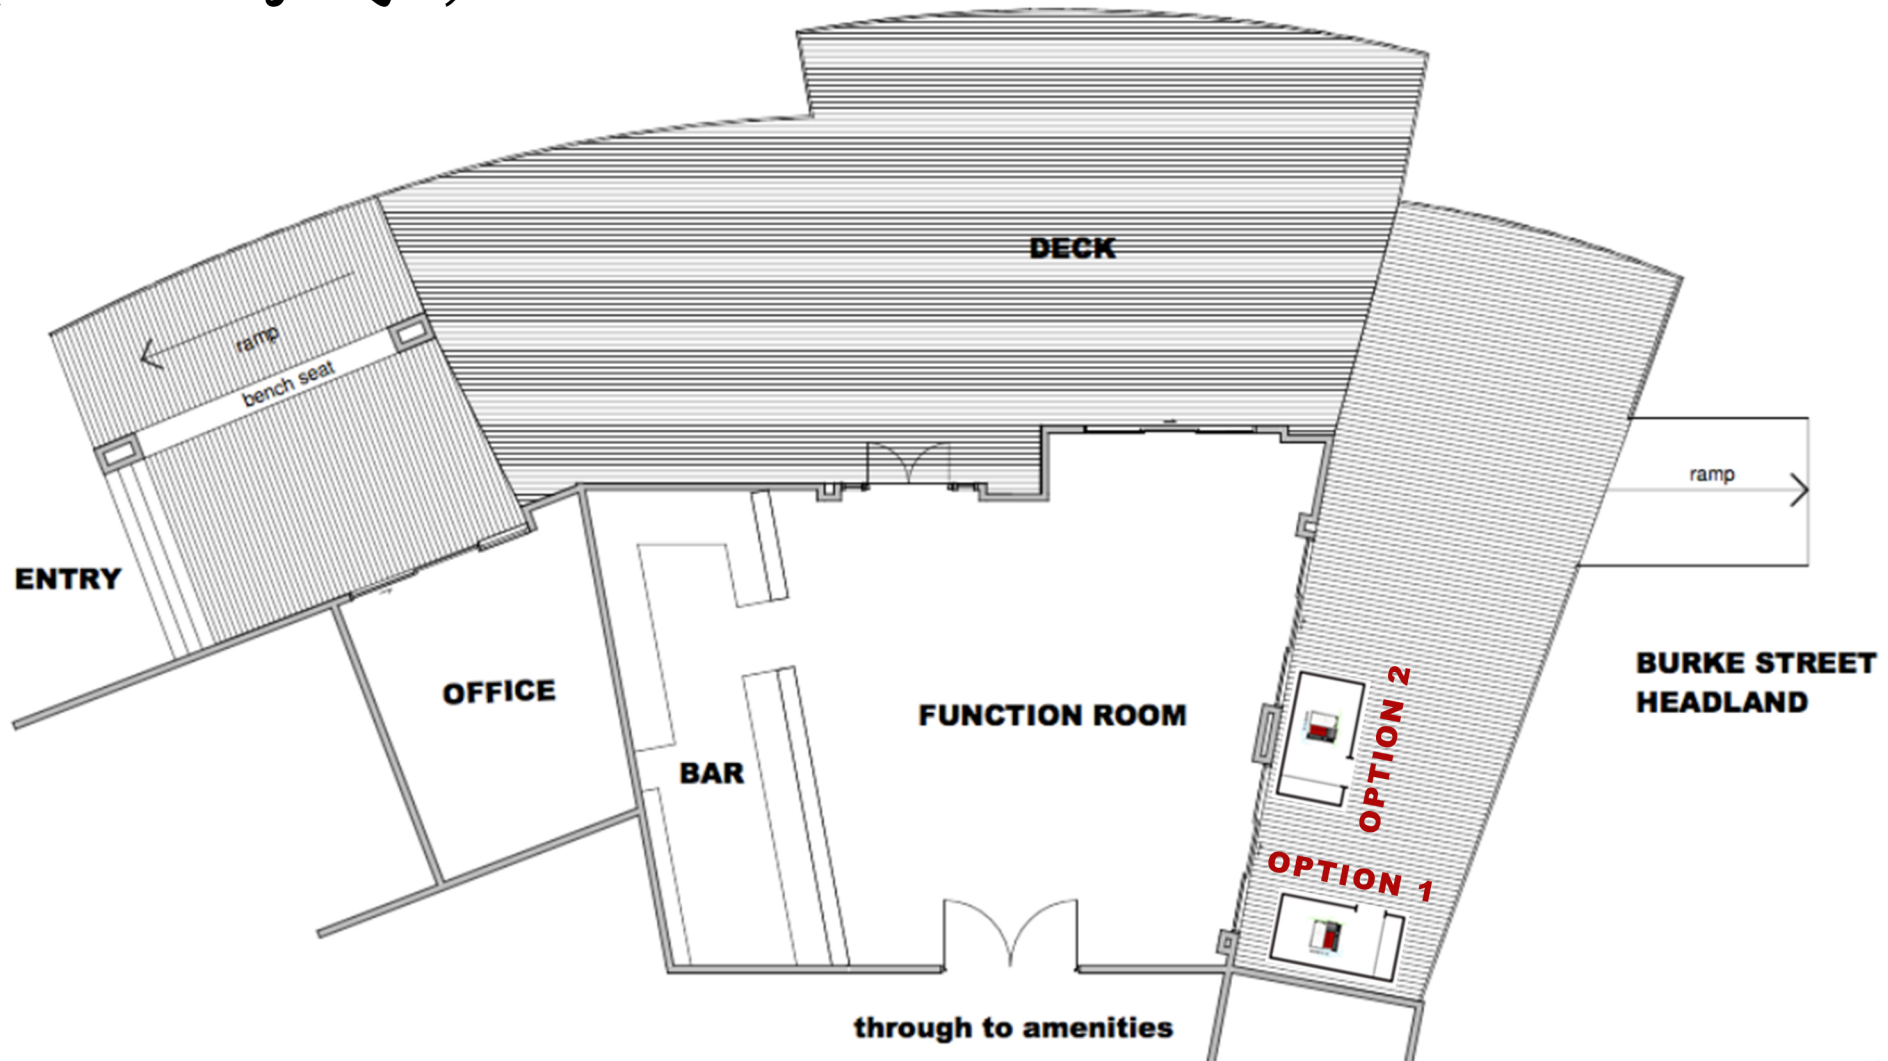 DECK
ramp
bench seat
ramp
ENTRY
OFFICE
BAR
FUNCTION ROOM
OPTION 2
OPTION 1
BURKE STREET
HEADLAND
through to amenities